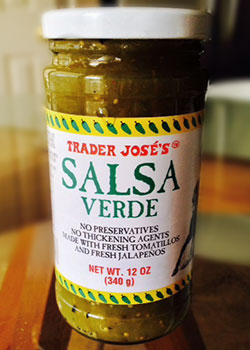 TRADER JOSÉ'S®
SALSA
VERDE
NO PRESERVATIVES
NO THICKENING AGENTS
MADE WITH FRESH TOMATILLOS
AND FRESH JALAPENOS
NET WT. 12 OZ
(340 g)